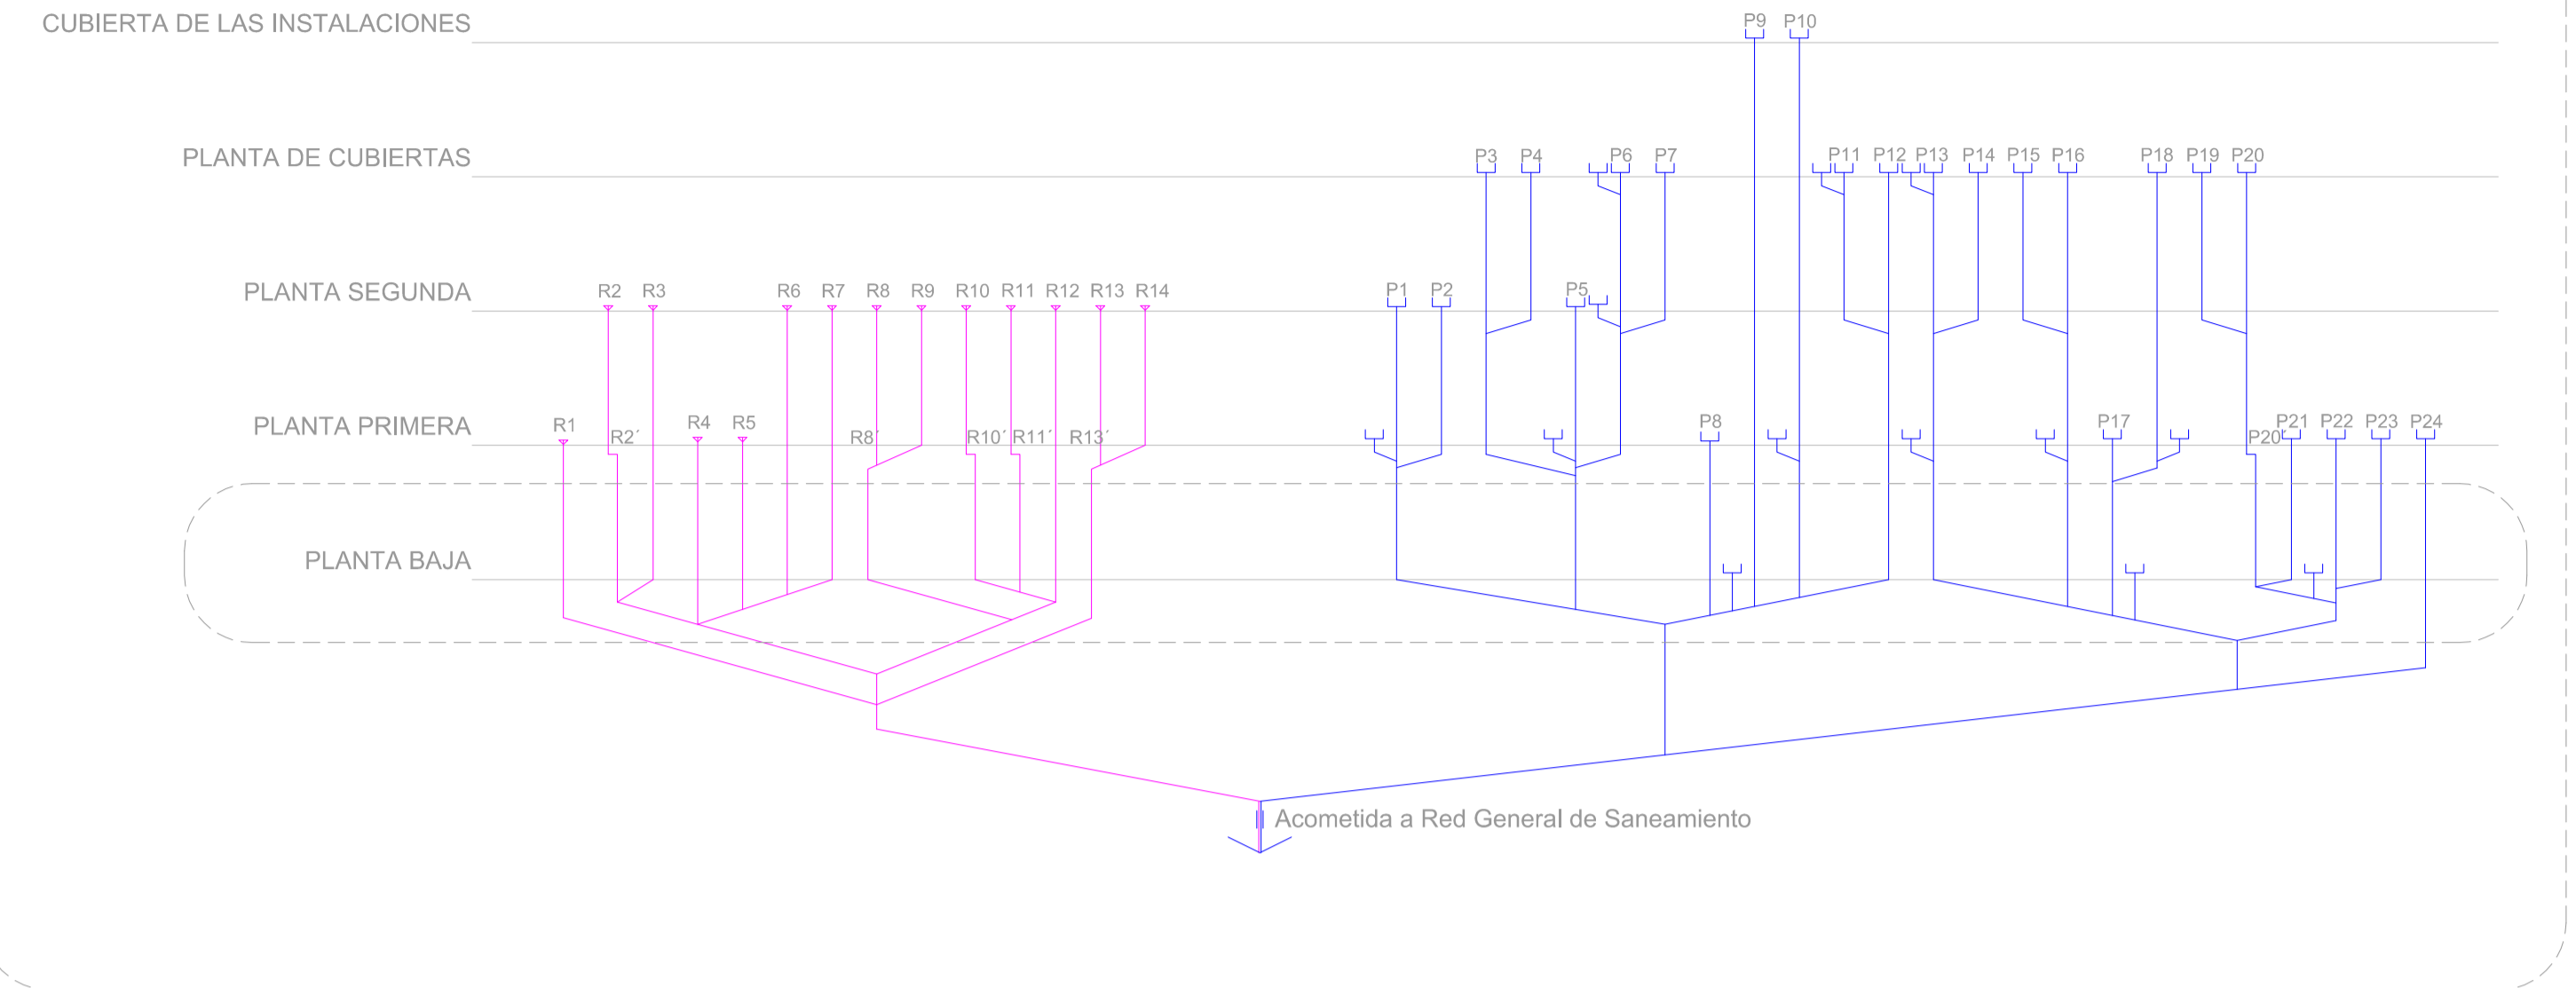 CUBIERTA DE LAS INSTALACIONES P9 P10
PLANTA DE CUBIERTAS P3 P4 P6 P7 P11 P12 P13 P14 P15 P16 P18 P19 P20
PLANTA SEGUNDA R2 R3 R6 R7 R8 R9 R10 R11 R12 R13 R14 P1 P2 P5
PLANTA PRIMERA R1 R4 R5 P8 P17 P21 P22 P23 P24
R2´ R8´ R10´ R11´ R13´ P20´
PLANTA BAJA
Acometida a Red General de Saneamiento